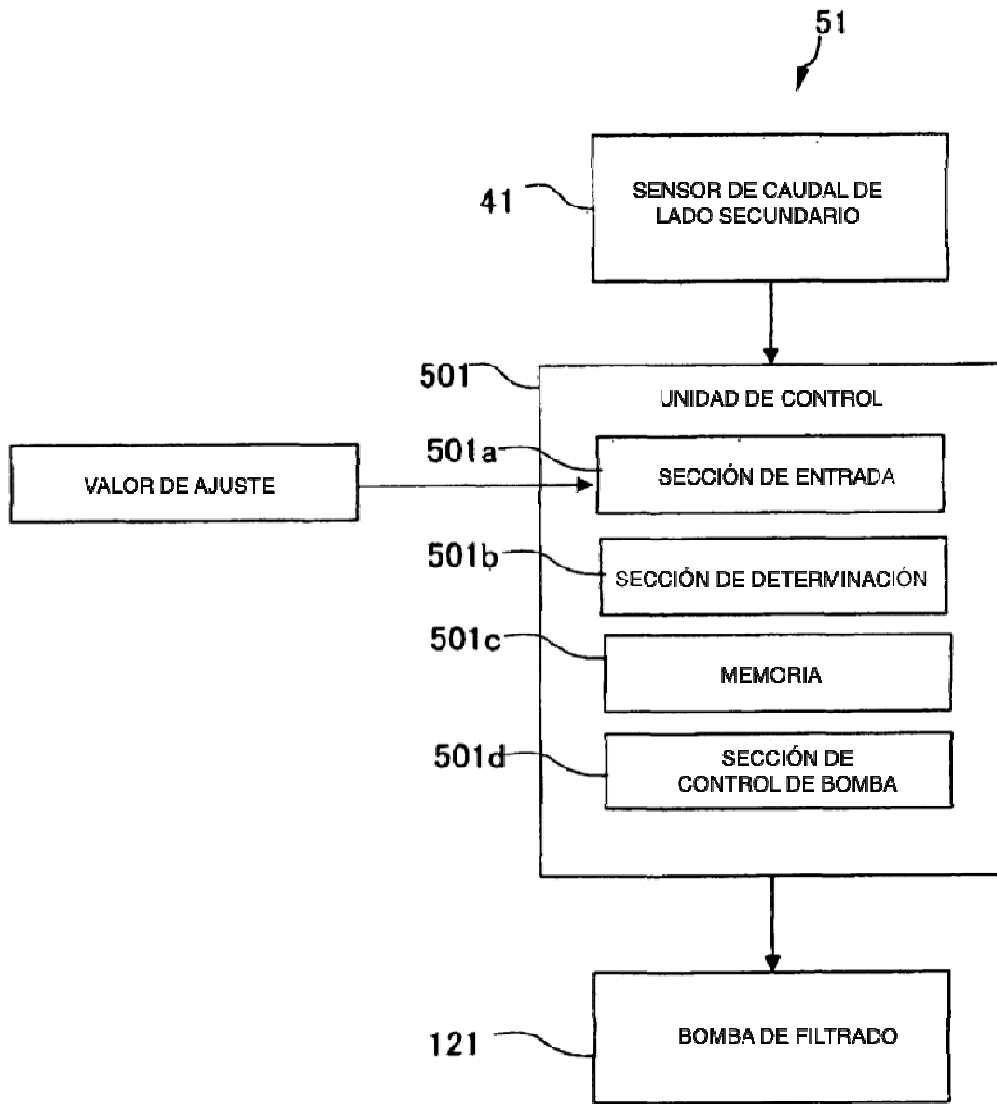 51
41
SENSOR DE CAUDAL DE
LADO SECUNDARIO
501
UNIDAD DE CONTROL
501a
SECCIÓN DE ENTRADA
VALOR DE AJUSTE
501b
SECCIÓN DE DETERMINACIÓN
501c
MEMORIA
501d
SECCIÓN DE
CONTROL DE BOMBA
121
BOMBA DE FILTRADO